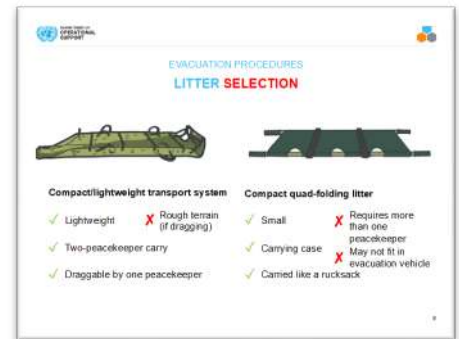 OPERATIONAL
SUPPORT
EVACUATION PROCEDURES
LITTER SELECTION
Compact/lightweight transport system
✓ Lightweight
✗ Rough terrain
(if dragging)
✓ Two-peacekeeper carry
✓ Draggable by one peacekeeper
Compact quad-folding litter
✓ Small
✗ Requires more
than one
peacekeeper
✓ Carrying case
✗ May not fit in
evacuation vehicle
✓ Carried like a rucksack